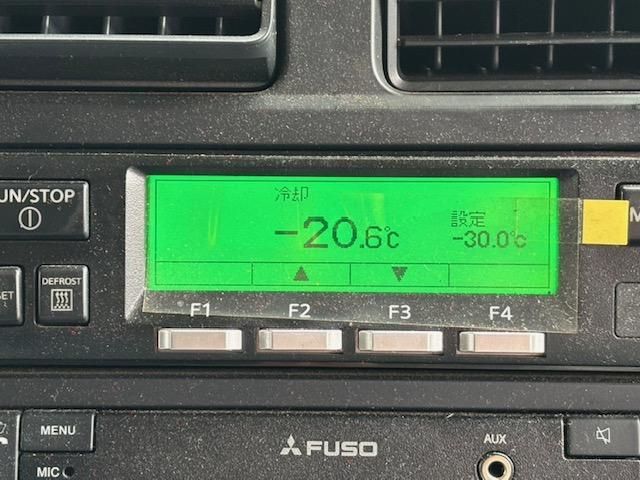 UN/STOP
冷却
-20.6℃
設定
-30.0℃
M
SET
DEFROST
▲ ▼
F1 F2 F3 F4
MENU
FUSO
AUX
MIC